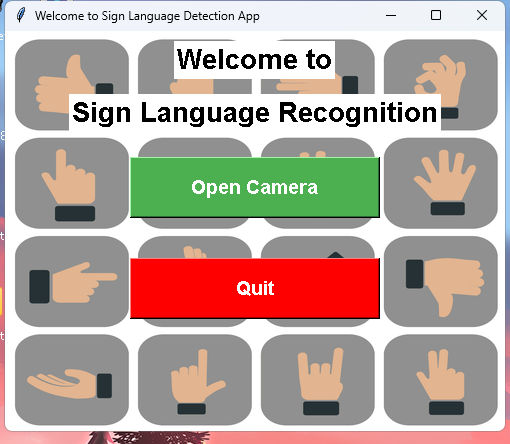 Welcome to Sign Language Detection App
Welcome to
Sign Language Recognition
Open Camera
Quit